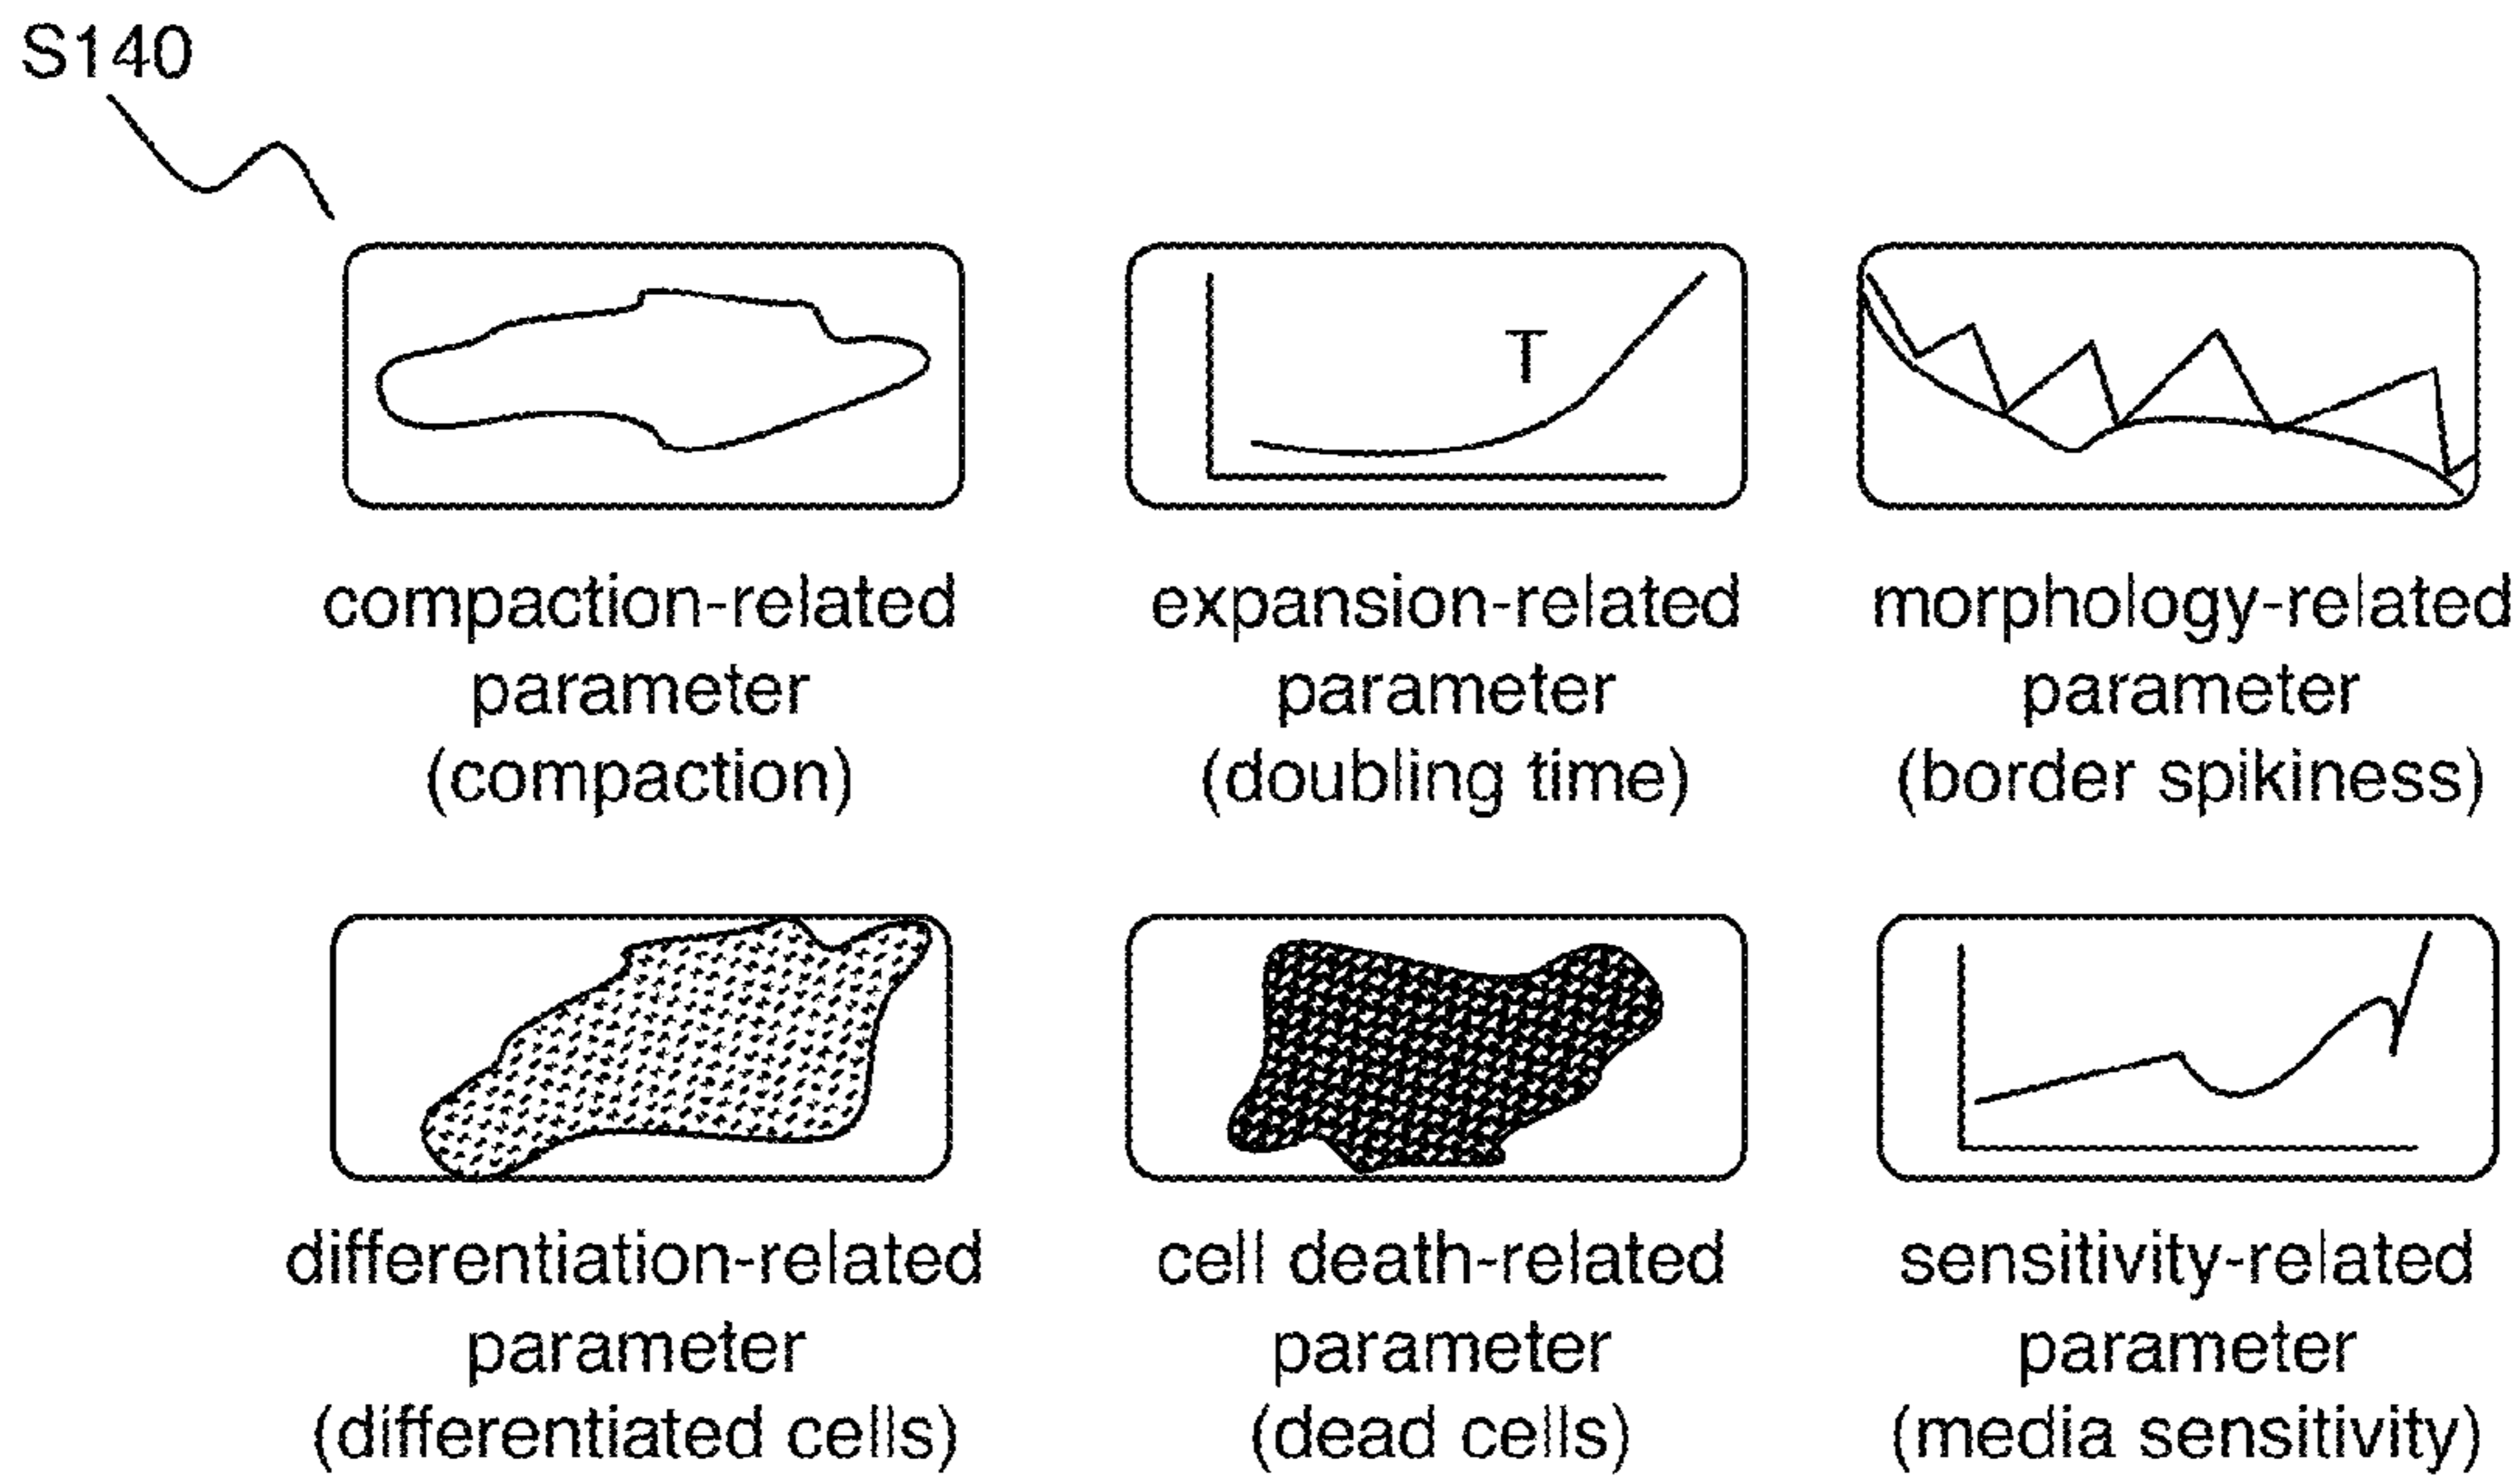 S140
T
compaction-related
parameter
(compaction)
expansion-related
parameter
(doubling time)
morphology-related
parameter
(border spikiness)
differentiation-related
parameter
(differentiated cells)
cell death-related
parameter
(dead cells)
sensitivity-related
parameter
(media sensitivity)